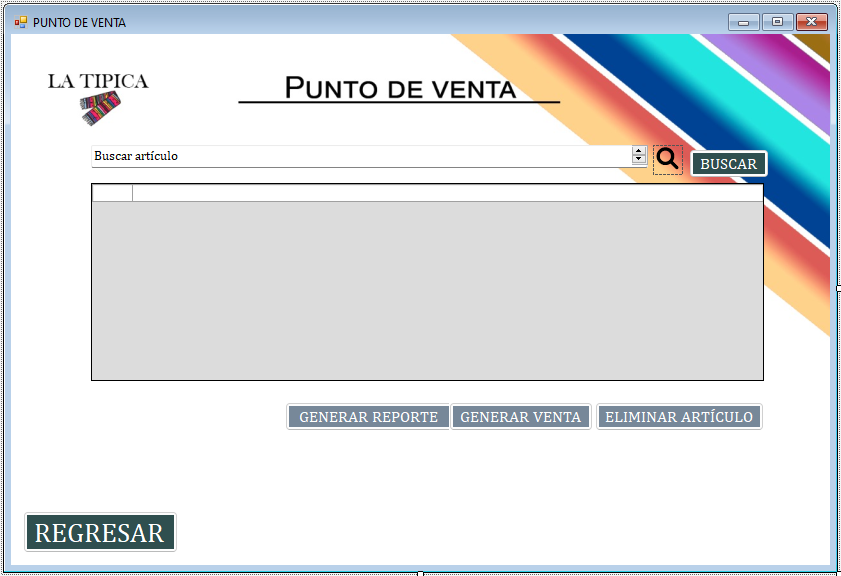 PUNTO DE VENTA
LA TIPICA
PUNTO DE VENTA
Buscar artículo
BUSCAR
GENERAR REPORTE
GENERAR VENTA
ELIMINAR ARTÍCULO
REGRESAR